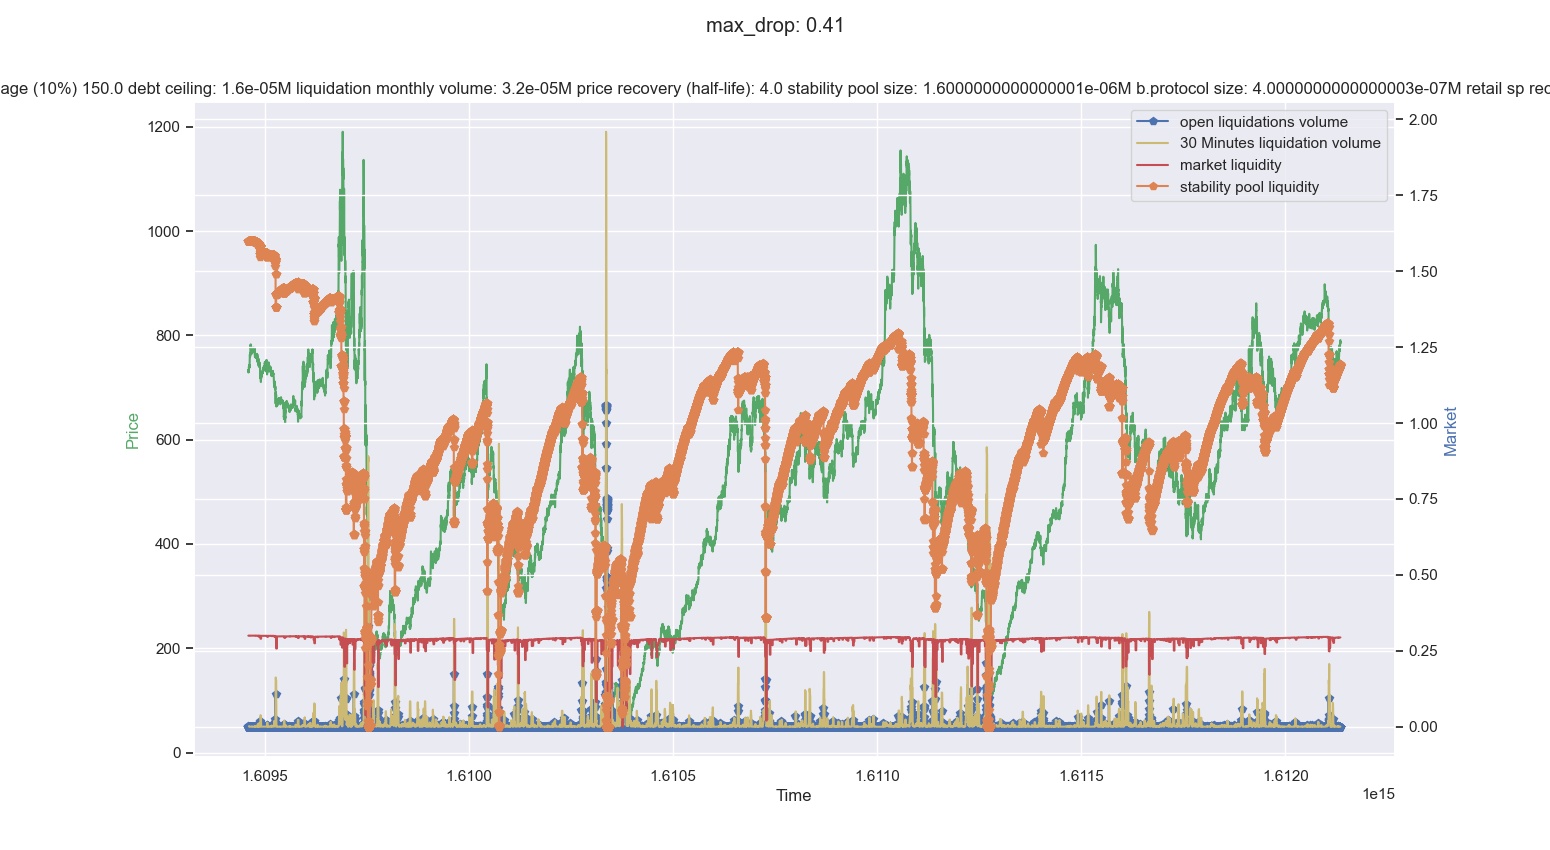 max_drop: 0.41
age (10%) 150.0 debt ceiling: 1.6e-05M liquidation monthly volume: 3.2e-05M price recovery (half-life): 4.0 stability pool size: 1.6000000000000001e-06M b.protocol size: 4.0000000000000003e-07M retail sp rec
open liquidations volume
30 Minutes liquidation volume
market liquidity
stability pool liquidity
1200
1000
800
600
400
200
0
Price
2.00
1.75
1.50
1.25
1.00
0.75
0.50
0.25
0.00
Market
1.6095 1.6100 1.6105 1.6110 1.6115 1.6120
1e15
Time